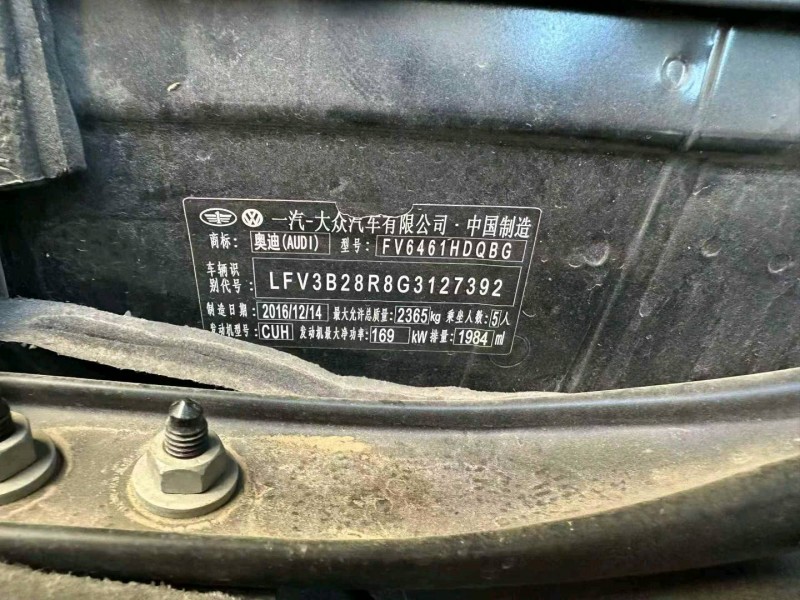 一汽-大众汽车有限公司·中国制造
商标: 奥迪(AUDI) 型号: FV6461HDQBG
车辆识
别代号: LFV3B28R8G3127392
制造日期: 2016/12/14 最大允许总质量: 2365kg 乘坐人数: 5人
发动机型号: CUH 发动机最大净功率: 169 kW 排量: 1984 ml